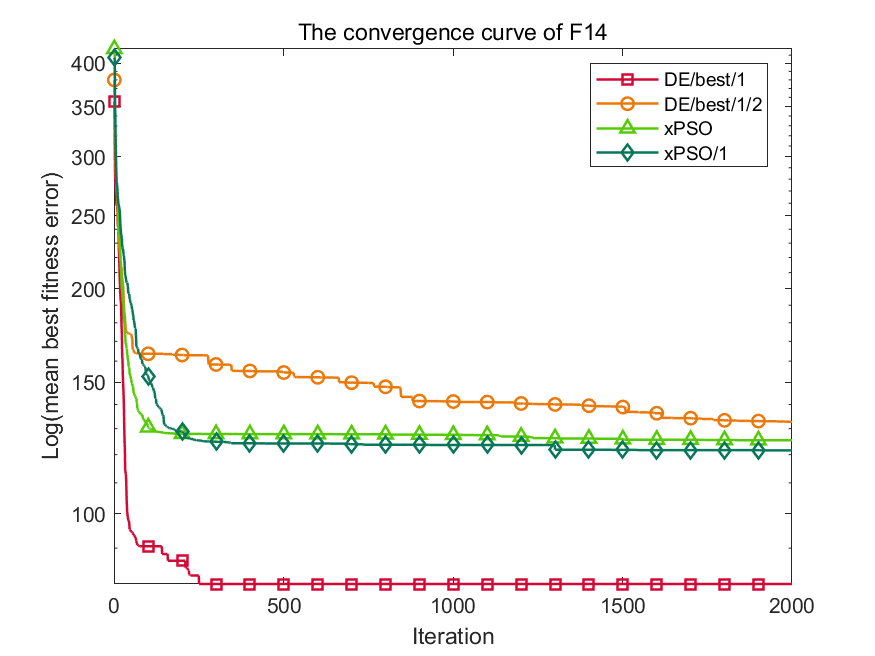 The convergence curve of F14
Log(mean best fitness error)
400
350
300
250
200
150
100
0
500
1000
1500
2000
Iteration
DE/best/1
DE/best/1/2
xPSO
xPSO/1